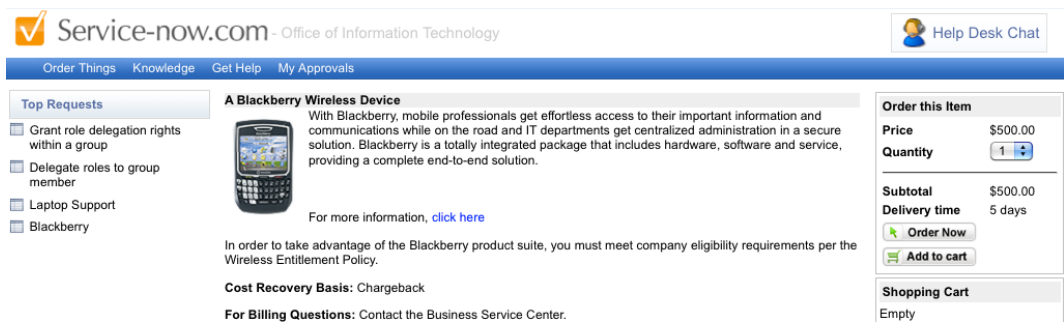 Service-now.com - Office of Information Technology
Help Desk Chat
Order Things Knowledge Get Help My Approvals
Top Requests
Grant role delegation rights
within a group
Delegate roles to group
member
Laptop Support
Blackberry
A Blackberry Wireless Device
With Blackberry, mobile professionals get effortless access to their important information and
communications while on the road and IT departments get centralized administration in a secure
solution. Blackberry is a totally integrated package that includes hardware, software and service,
providing a complete end-to-end solution.
For more information, click here
In order to take advantage of the Blackberry product suite, you must meet company eligibility requirements per the
Wireless Entitlement Policy.
Cost Recovery Basis: Chargeback
For Billing Questions: Contact the Business Service Center.
Order this Item
Price $500.00
Quantity 1
Subtotal $500.00
Delivery time 5 days
Order Now
Add to cart
Shopping Cart
Empty